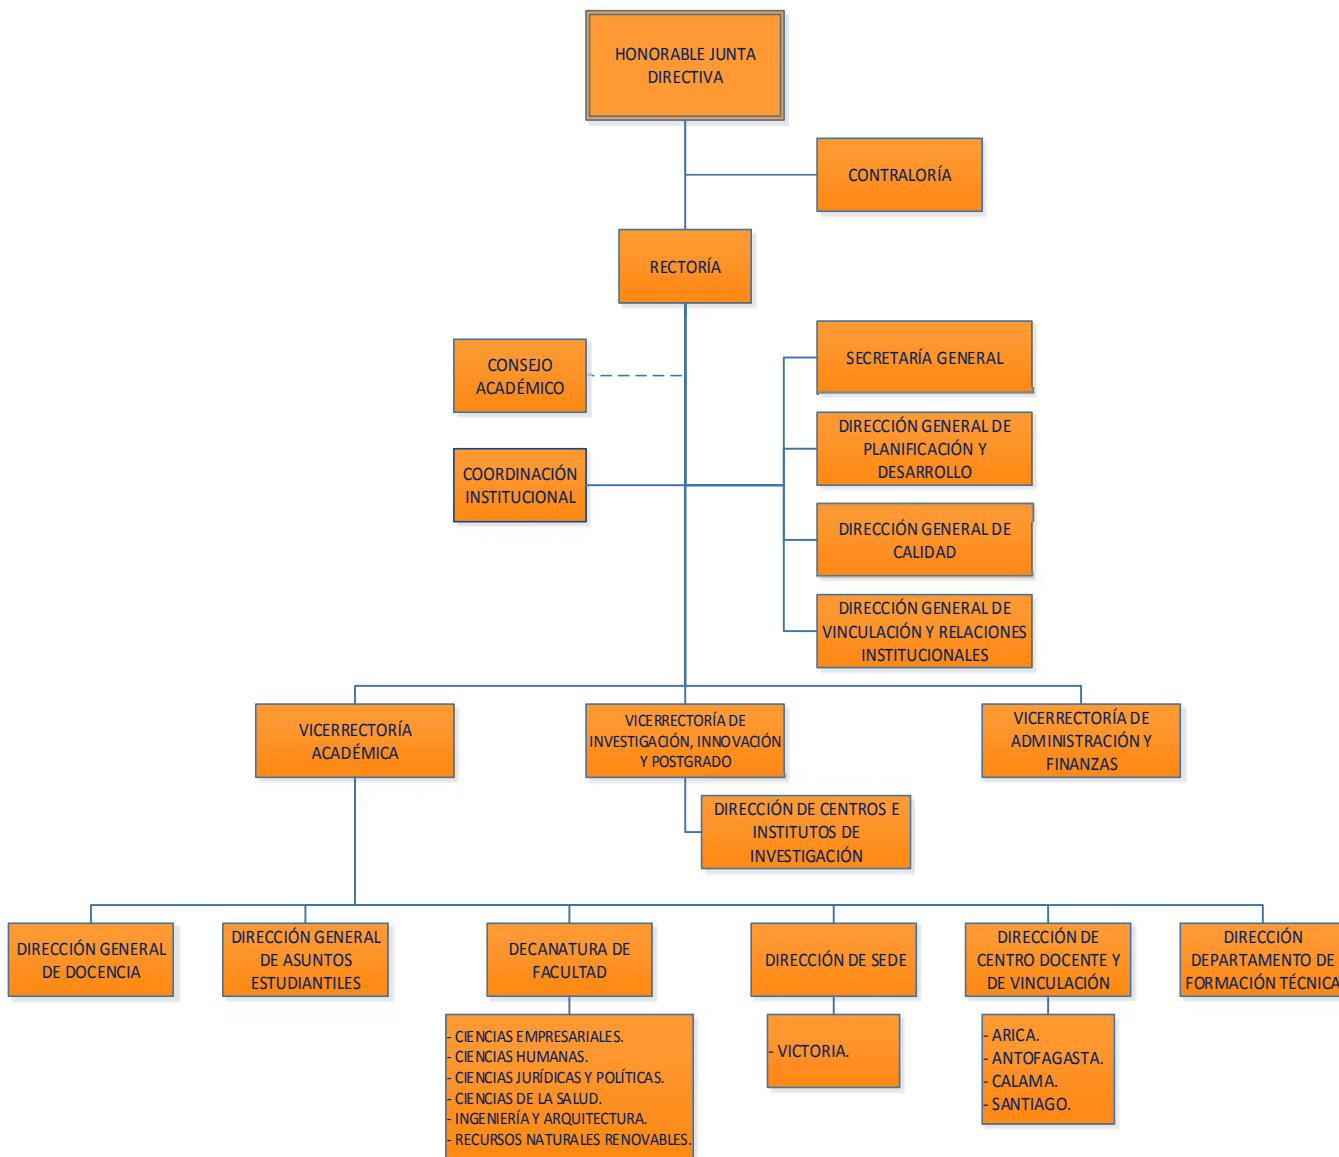 HONORABLE JUNTA
DIRECTIVA
CONTRALORÍA
RECTORÍA
CONSEJO
ACADÉMICO
COORDINACIÓN
INSTITUCIONAL
SECRETARÍA GENERAL
DIRECCIÓN GENERAL DE
PLANIFICACIÓN Y
DESARROLLO
DIRECCIÓN GENERAL DE
CALIDAD
DIRECCIÓN GENERAL DE
VINCULACIÓN Y RELACIONES
INSTITUCIONALES
VICERRECTORÍA
ACADÉMICA
VICERRECTORÍA DE
INVESTIGACIÓN, INNOVACIÓN
Y POSTGRADO
VICERRECTORÍA DE
ADMINISTRACIÓN Y
FINANZAS
DIRECCIÓN DE CENTROS E
INSTITUTOS DE
INVESTIGACIÓN
DIRECCIÓN GENERAL
DE DOCENCIA
DIRECCIÓN GENERAL
DE ASUNTOS
ESTUDIANTILES
DECANATURA DE
FACULTAD
DIRECCIÓN DE SEDE
DIRECCIÓN DE
CENTRO DOCENTE Y
DE VINCULACIÓN
DIRECCIÓN
DEPARTAMENTO DE
FORMACIÓN TÉCNICA
- CIENCIAS EMPRESARIALES.
- CIENCIAS HUMANAS.
- CIENCIAS JURÍDICAS Y POLÍTICAS.
- CIENCIAS DE LA SALUD.
- INGENIERÍA Y ARQUITECTURA.
- RECURSOS NATURALES RENOVABLES.
- VICTORIA.
- ARICA.
- ANTOFAGASTA.
- CALAMA.
- SANTIAGO.